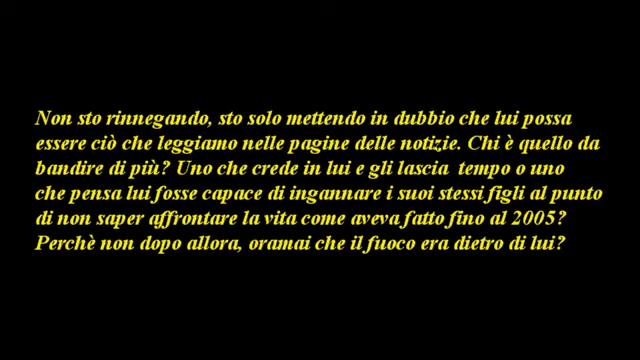 Non sto rinnegando, sto solo mettendo in dubbio che lui possa
essere ciò che leggiamo nelle pagine delle notizie. Chi è quello da
bandire di più? Uno che crede in lui e gli lascia tempo o uno
che pensa lui fosse capace di ingannare i suoi stessi figli al punto
di non saper affrontare la vita come aveva fatto fino al 2005?
Perchè non dopo allora, oramai che il fuoco era dietro di lui?